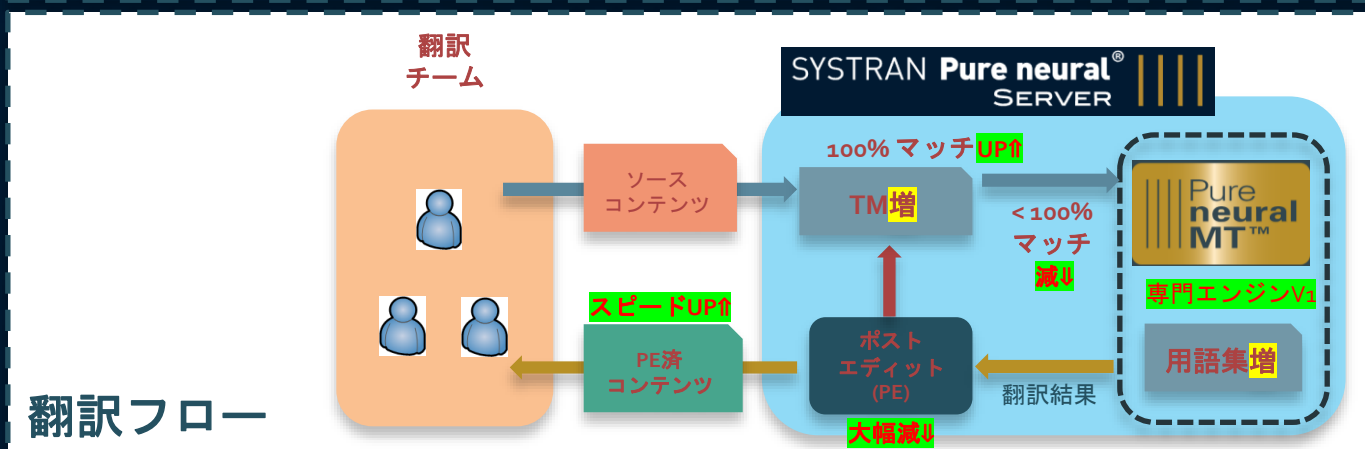 翻訳
チーム
SYSTRAN Pure neural®
SERVER
100% マッチUP⇑
ソース
コンテンツ
TM増
< 100%
マッチ
減⇓
Pure
neural
MT™
専門エンジンV1
用語集増
スピードUP⇑
PE済
コンテンツ
ポスト
エディット
(PE)
大幅減⇓
翻訳結果
翻訳フロー